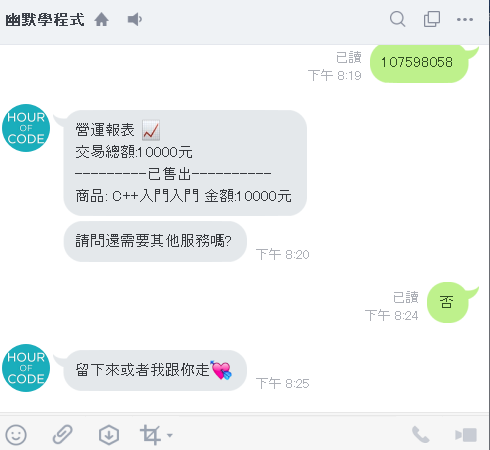 幽默學程式
已讀
下午 8:19
107598058
HOUR
OF
CODE
營運報表
交易總額:10000元
---------已售出----------
商品: C++入門入門 金額:10000元
請問還需要其他服務嗎?
下午 8:20
已讀
下午 8:24
否
HOUR
OF
CODE
留下來或者我跟你走
下午 8:25